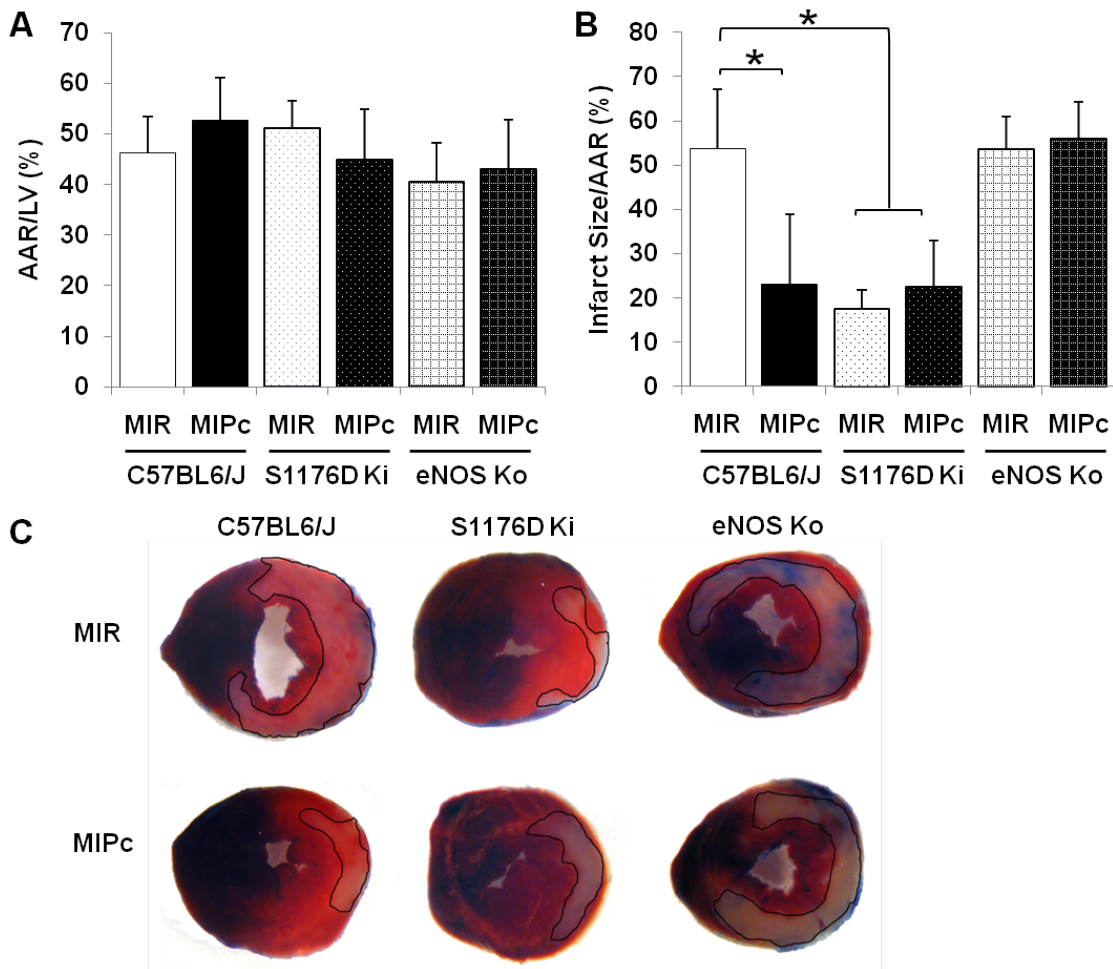 A
AAR/LV (%)
70
60
50
40
30
20
10
0
MIR MIPc MIR MIPc MIR MIPc
C57BL6/J S1176D Ki eNOS Ko
B
Infarct Size/AAR (%)
80
70
60
50
40
30
20
10
0
*
*
MIR MIPc MIR MIPc MIR MIPc
C57BL6/J S1176D Ki eNOS Ko
C
C57BL6/J S1176D Ki eNOS Ko
MIR
MIPc